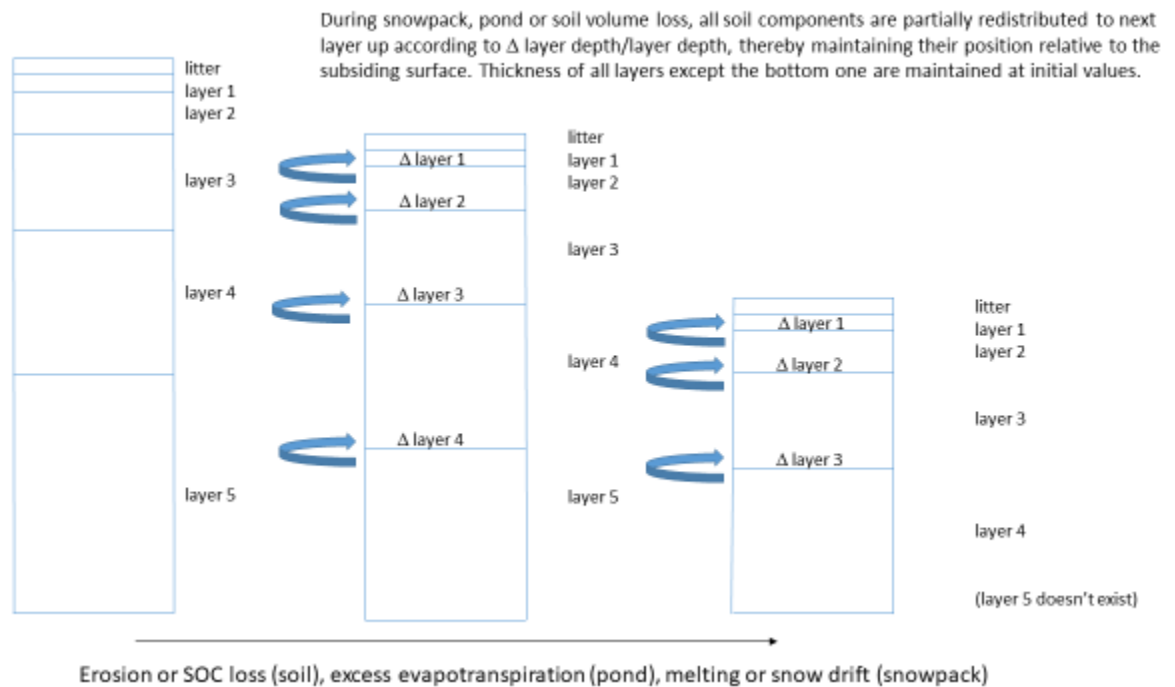 During snowpack, pond or soil volume loss, all soil components are partially redistributed to next
layer up according to Δ layer depth/layer depth, thereby maintaining their position relative to the
subsiding surface. Thickness of all layers except the bottom one are maintained at initial values.
litter
layer 1
layer 2
layer 3
layer 4
layer 5
Δ layer 1
Δ layer 2
Δ layer 3
Δ layer 4
litter
layer 1
layer 2
layer 3
layer 4
layer 5
Δ layer 1
Δ layer 2
Δ layer 3
litter
layer 1
layer 2
layer 3
layer 4
(layer 5 doesn't exist)
Erosion or SOC loss (soil), excess evapotranspiration (pond), melting or snow drift (snowpack)